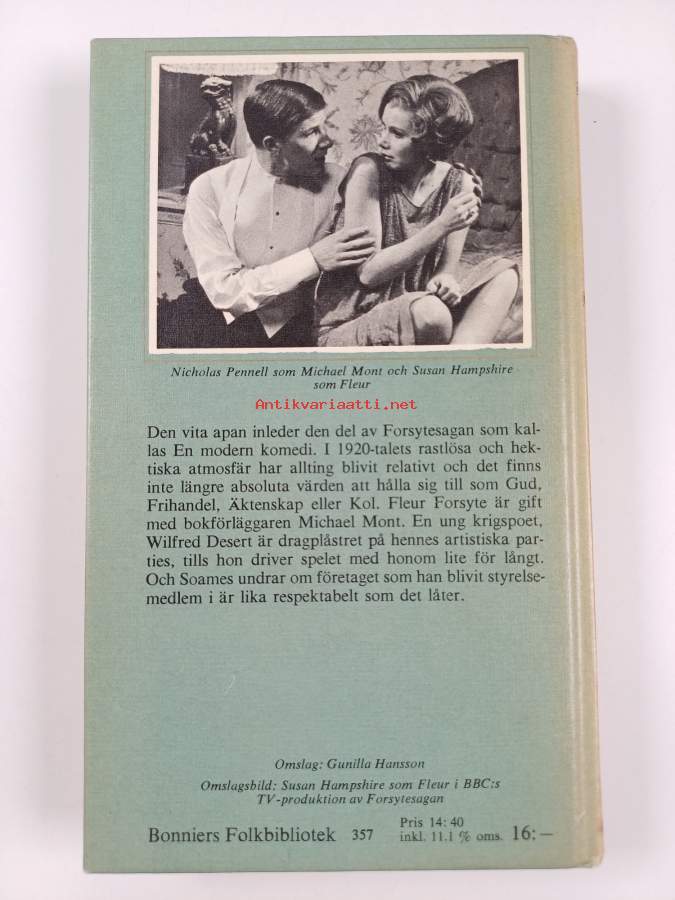 Nicholas Pennell som Michael Mont och Susan Hampshire
som Fleur
Antikvariaatti.net
Den vita apan inleder den del av Forsytesagan som kal-
las En modern komedi. I 1920-talets rastlösa och hek-
tiska atmosfär har allting blivit relativt och det finns
inte längre absoluta värden att hålla sig till som Gud,
Frihandel, Äktenskap eller Kol. Fleur Forsyte är gift
med bokförläggaren Michael Mont. En ung krigspoet,
Wilfred Desert är dragplåstret på hennes artistiska par-
ties, tills hon driver spelet med honom lite för långt.
Och Soames undrar om företaget som han blivit styrelse-
medlem i är lika respektabelt som det låter.
Omslag: Gunilla Hansson
Omslagsbild: Susan Hampshire som Fleur i BBC:s
TV-produktion av Forsytesagan
Bonniers Folkbibliotek 357 Pris 14:40
inkl. 11.1 % oms. 16:–